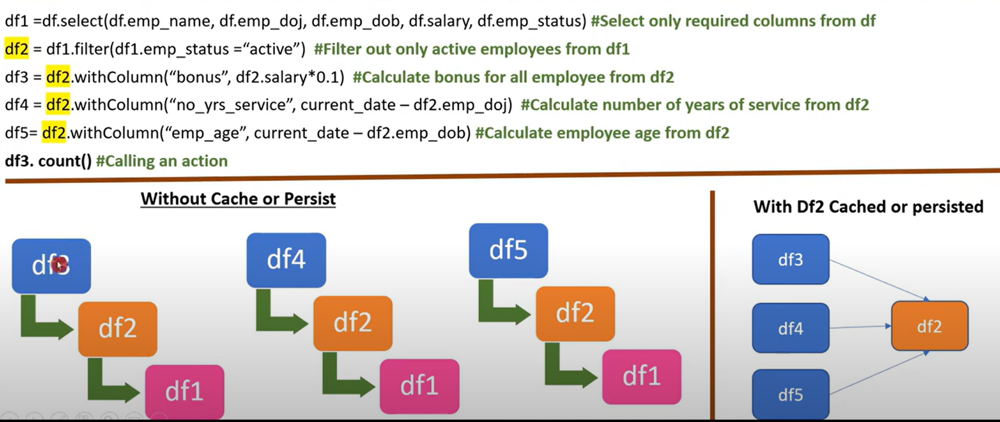 df1 =df.select(df.emp_name, df.emp_doj, df.emp_dob, df.salary, df.emp_status) #Select only required columns from df
df2 = df1.filter(df1.emp_status =“active”) #Filter out only active employees from df1
df3 = df2.withColumn(“bonus”, df2.salary*0.1) #Calculate bonus for all employee from df2
df4 = df2.withColumn(“no_yrs_service”, current_date – df2.emp_doj) #Calculate number of years of service from df2
df5= df2.withColumn(“emp_age”, current_date – df2.emp_dob) #Calculate employee age from df2
df3. count() #Calling an action
Without Cache or Persist
df3
df2
df1
df4
df2
df1
df5
df2
df1
With Df2 Cached or persisted
df3
df4
df5
df2